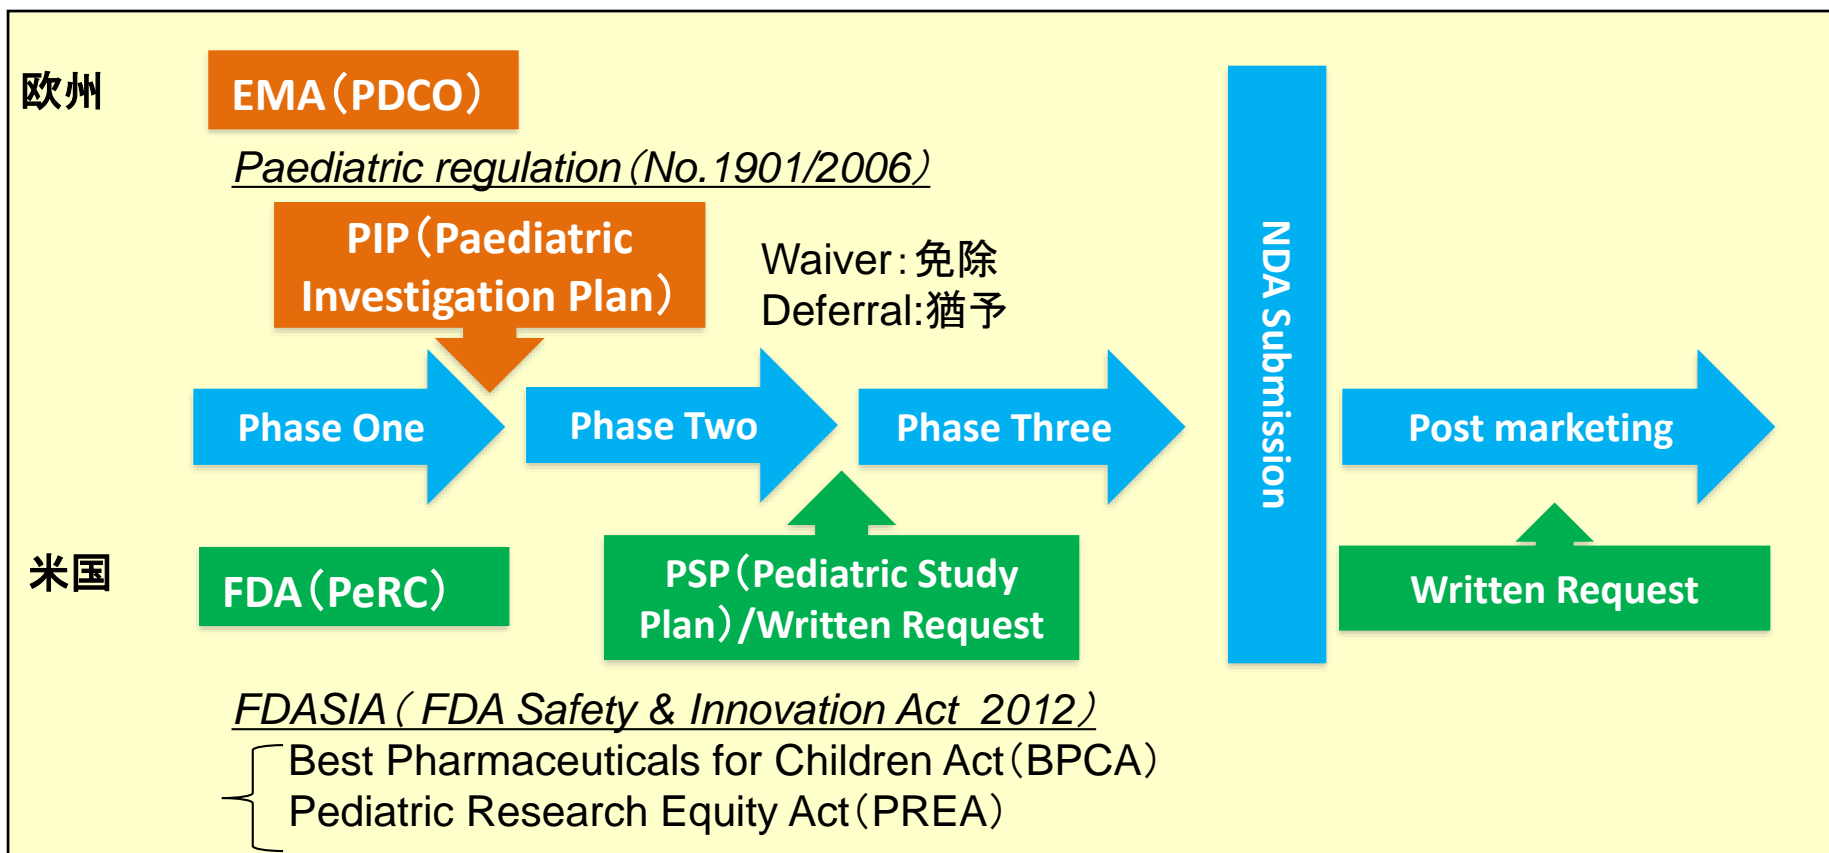 欧州
EMA（PDCO）
Paediatric regulation（No.1901/2006）
PIP（Paediatric
Investigation Plan）
Waiver：免除
Deferral:猶予
NDA Submission
Phase One
Phase Two
Phase Three
Post marketing
米国
FDA（PeRC）
PSP（Pediatric Study
Plan）/Written Request
Written Request
FDASIA（ FDA Safety & Innovation Act  2012）
Best Pharmaceuticals for Children Act（BPCA）
Pediatric Research Equity Act（PREA）